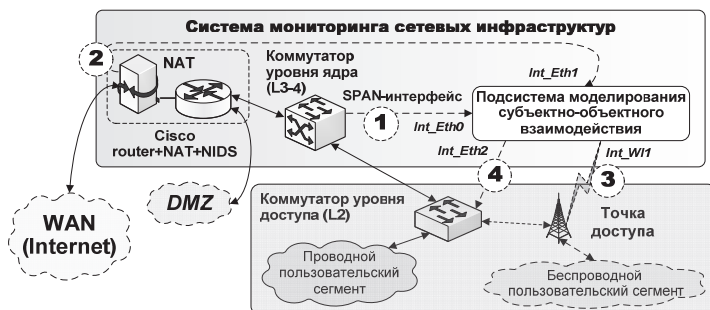 Система мониторинга сетевых инфраструктур
2
NAT
Cisco
router+NAT+NIDS
Коммутатор
уровня ядра
(L3-4)
SPAN-интерфейс
1
Int_Eth1
Int_Eth0
Подсистема моделирования
субъектно-объектного
взаимодействия
Int_Eth2
Int_Wi1
4
3
WAN
(Internet)
DMZ
Коммутатор уровня
доступа (L2)
Точка
доступа
Проводной
пользовательский
сегмент
Беспроводной
пользовательский сегмент